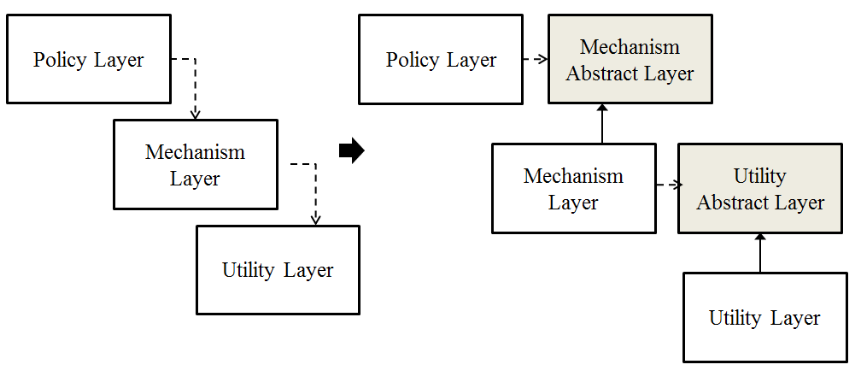 Policy Layer
Mechanism
Layer
Utility Layer
Policy Layer
Mechanism
Abstract Layer
Mechanism
Layer
Utility
Abstract Layer
Utility Layer